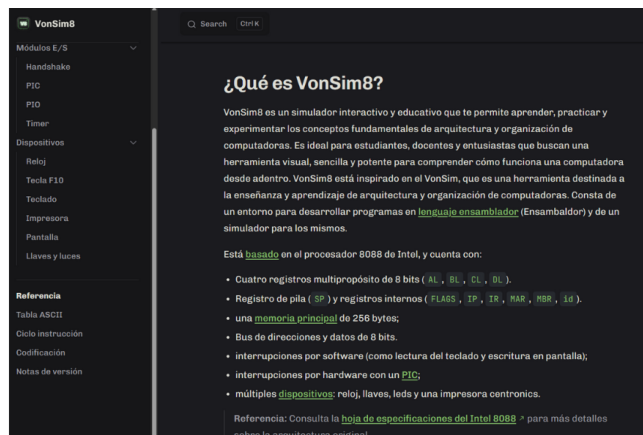 VonSim8
Search Ctrl K
Módulos E/S
Handshake
PIC
PIO
Timer
Dispositivos
Reloj
Tecla F10
Teclado
Impresora
Pantalla
Llaves y luces
Referencia
Tabla ASCII
Ciclo instrucción
Codificación
Notas de versión
¿Qué es VonSim8?
VonSim8 es un simulador interactivo y educativo que te permite aprender, practicar y
experimentar los conceptos fundamentales de arquitectura y organización de
computadoras. Es ideal para estudiantes, docentes y entusiastas que buscan una
herramienta visual, sencilla y potente para comprender cómo funciona una computadora
desde adentro. VonSim8 está inspirado en el VonSim, que es una herramienta destinada a
la enseñanza y aprendizaje de arquitectura y organización de computadoras. Consta de
un entorno para desarrollar programas en lenguaje ensamblador (Ensambaldor) y de un
simulador para los mismos.
Está basado en el procesador 8088 de Intel, y cuenta con:
• Cuatro registros multipropósito de 8 bits ( AL , BL , CL , DL ).
• Registro de pila ( SP ) y registros internos ( FLAGS , IP , IR , MAR , MBR , id ).
• una memoria principal de 256 bytes;
• Bus de direcciones y datos de 8 bits.
• interrupciones por software (como lectura del teclado y escritura en pantalla);
• interrupciones por hardware con un PIC;
• múltiples dispositivos: reloj, llaves, leds y una impresora centronics.
Referencia: Consulta la hoja de especificaciones del Intel 8088 ↗ para más detalles
sobre la arquitectura original.